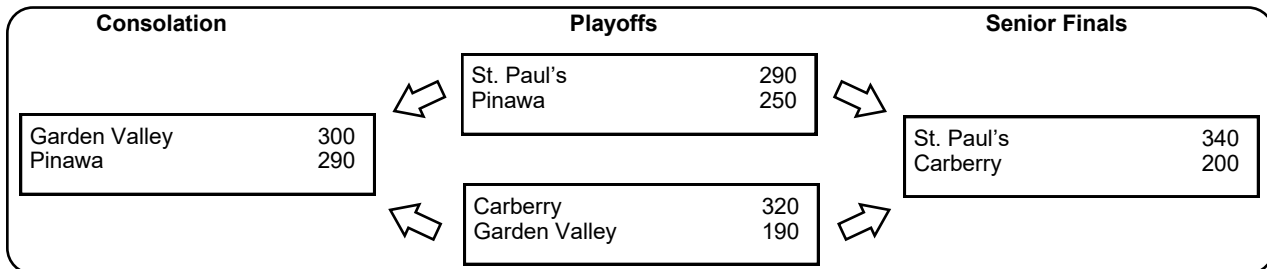 Consolation Playoffs Senior Finals
St. Paul's 290
Pinawa 250
Garden Valley 300
Pinawa 290
St. Paul's 340
Carberry 200
Carberry 320
Garden Valley 190